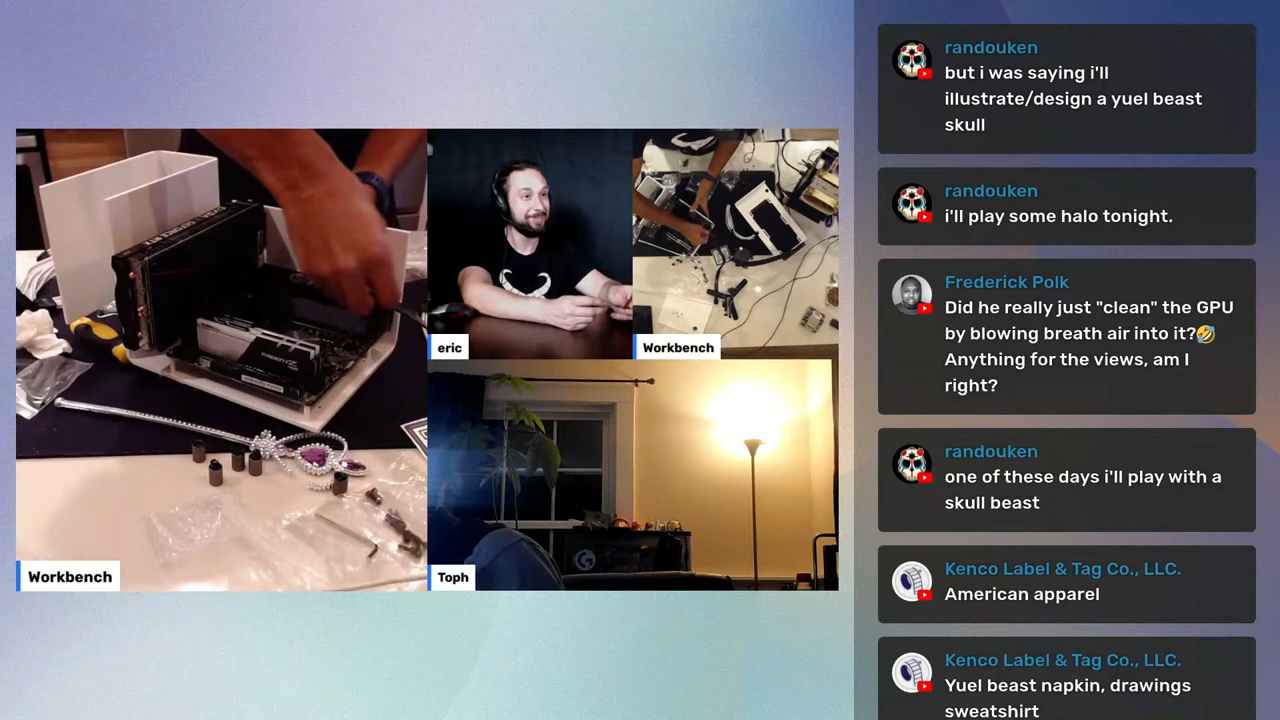 Workbench
eric
Workbench
Toph
randouken
but i was saying i'll
illustrate/design a yuel beast
skull
randouken
i'll play some halo tonight.
Frederick Polk
Did he really just "clean" the GPU
by blowing breath air into it?🤣
Anything for the views, am I
right?
randouken
one of these days i'll play with a
skull beast
Kenco Label & Tag Co., LLC.
American apparel
Kenco Label & Tag Co., LLC.
Yuel beast napkin, drawings
sweatshirt